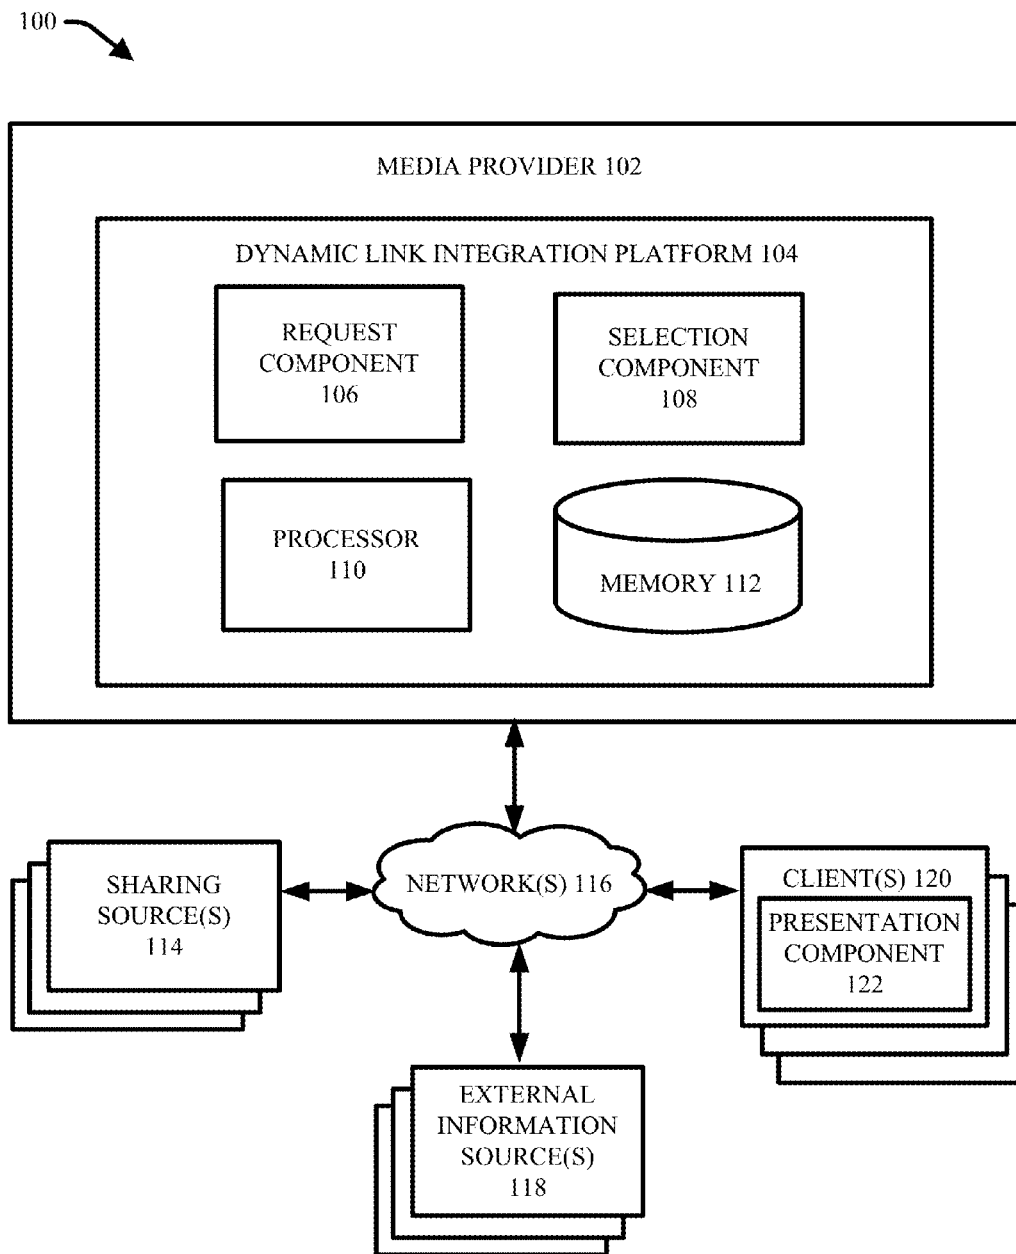 100
MEDIA PROVIDER 102
DYNAMIC LINK INTEGRATION PLATFORM 104
REQUEST
COMPONENT
106
SELECTION
COMPONENT
108
PROCESSOR
110
MEMORY 112
SHARING
SOURCE(S)
114
NETWORK(S) 116
CLIENT(S) 120
PRESENTATION
COMPONENT
122
EXTERNAL
INFORMATION
SOURCE(S)
118